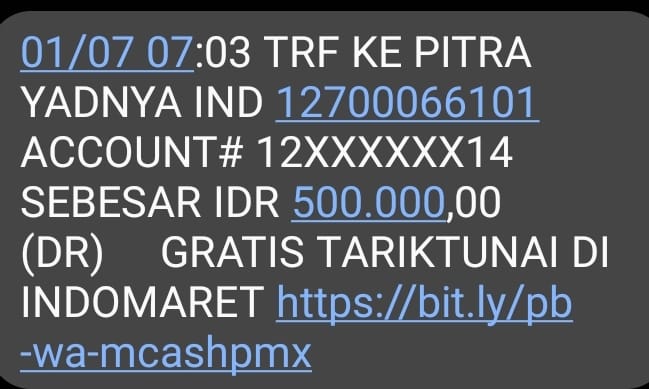 01/07 07:03 TRF KE PITRA
YADNYA IND 12700066101
ACCOUNT# 12XXXXXX14
SEBESAR IDR 500.000,00
(DR) GRATIS TARIKTUNAI DI
INDOMARET https://bit.ly/pb
-wa-mcashpmx